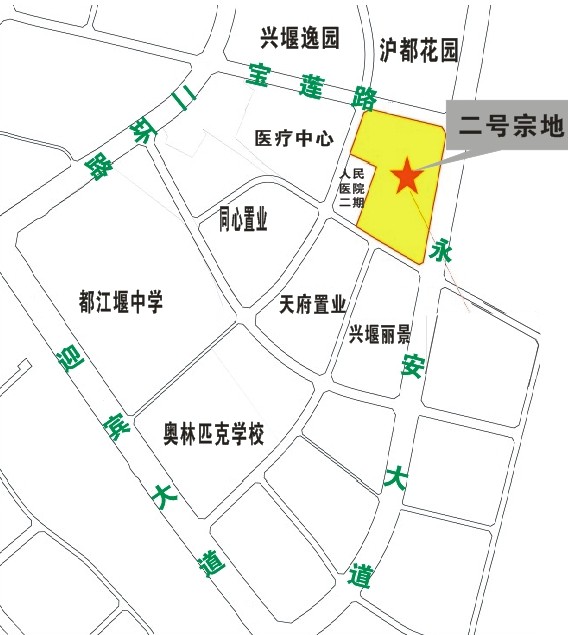 兴堰逸园
沪都花园
宝莲路
二环路
二号宗地
医疗中心
人民
医院
二期
同心置业
永安大道
都江堰中学
天府置业
兴堰丽景
迎宾大道
奥林匹克学校